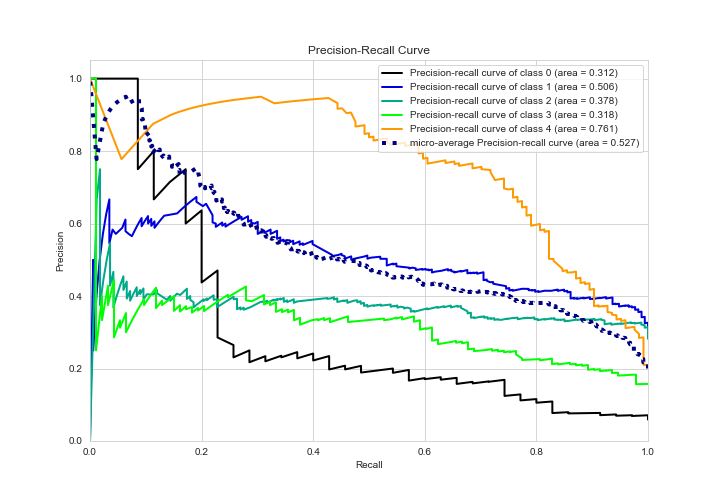 Precision-Recall Curve
Precision-recall curve of class 0 (area = 0.312)
Precision-recall curve of class 1 (area = 0.506)
Precision-recall curve of class 2 (area = 0.378)
Precision-recall curve of class 3 (area = 0.318)
Precision-recall curve of class 4 (area = 0.761)
micro-average Precision-recall curve (area = 0.527)
Precision
1.0
0.8
0.6
0.4
0.2
0.0
0.0 0.2 0.4 0.6 0.8 1.0
Recall